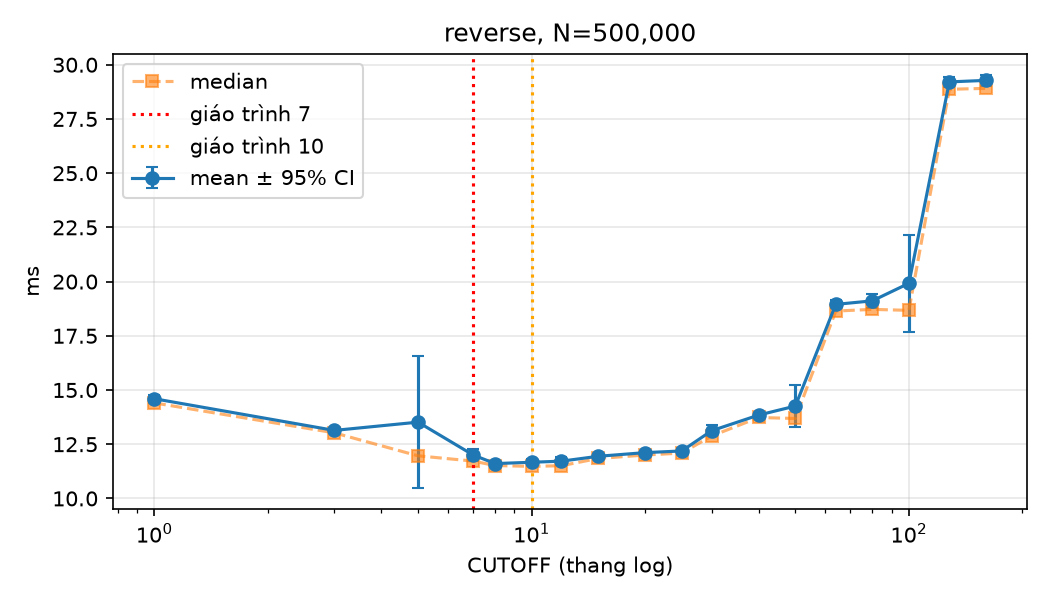 reverse, N=500,000
30.0
27.5
25.0
22.5
20.0
17.5
15.0
12.5
10.0
ms
median
giáo trình 7
giáo trình 10
mean ± 95% CI
10⁰
10¹
10²
CUTOFF (thang log)